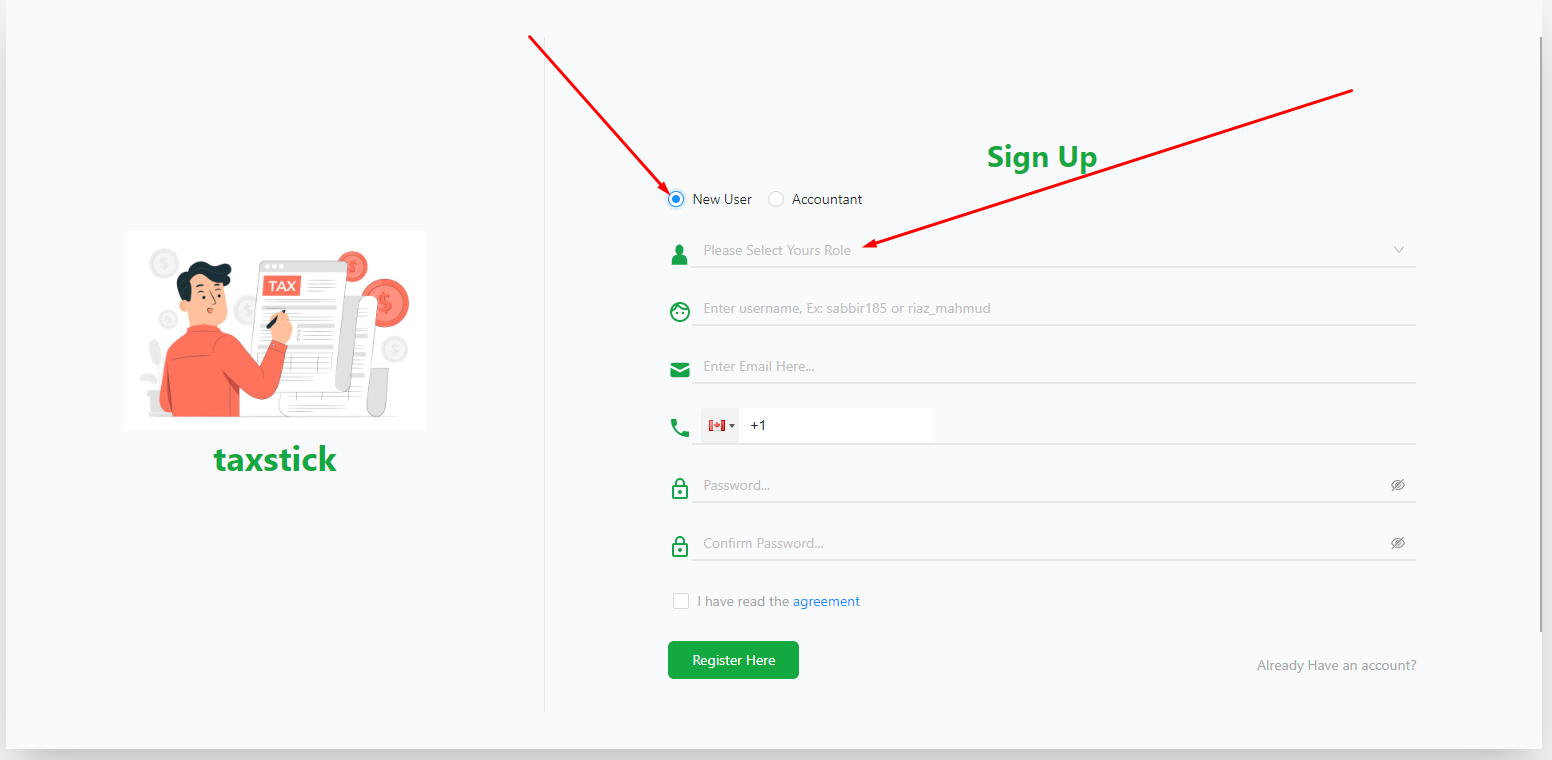 Sign Up
New User Accountant
Please Select Yours Role
Enter username, Ex: sabbir185 or riaz_mahmud
Enter Email Here...
+1
Password...
Confirm Password...
I have read the agreement
Register Here
Already Have an account?
TAX
taxstick